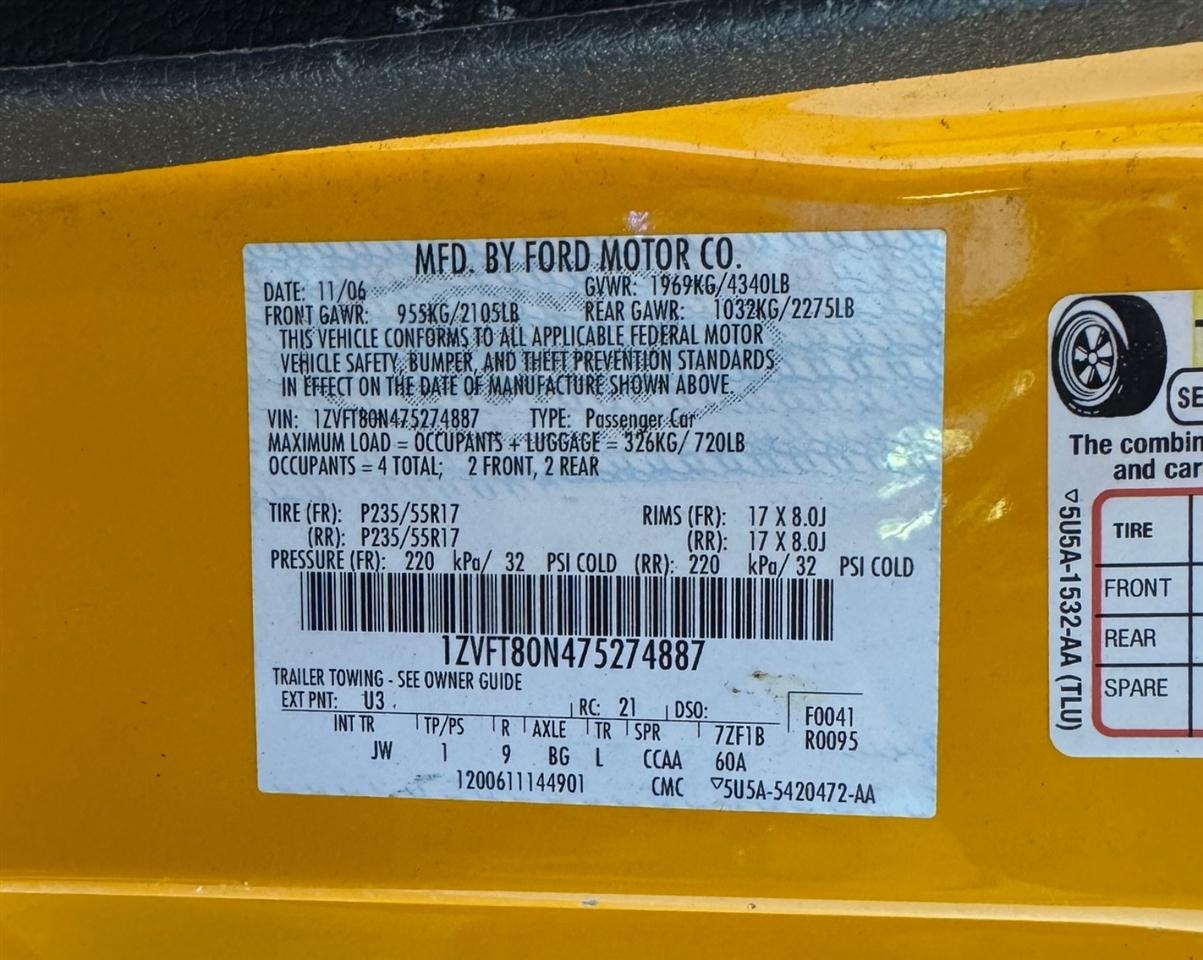 MFD. BY FORD MOTOR CO.
DATE: 11/06 GVWR: 1969KG/4340LB
FRONT GAWR: 955KG/2105LB REAR GAWR: 1032KG/2275LB
THIS VEHICLE CONFORMS TO ALL APPLICABLE FEDERAL MOTOR
VEHICLE SAFETY, BUMPER, AND THEFT PREVENTION STANDARDS
IN EFFECT ON THE DATE OF MANUFACTURE SHOWN ABOVE.
VIN: 1ZVFT80N475274887 TYPE: Passenger Car
MAXIMUM LOAD = OCCUPANTS + LUGGAGE = 326KG/ 720LB
OCCUPANTS = 4 TOTAL; 2 FRONT, 2 REAR
TIRE (FR): P235/55R17 RIMS (FR): 17 X 8.0J
(RR): P235/55R17 (RR): 17 X 8.0J
PRESSURE (FR): 220 kPa/ 32 PSI COLD (RR): 220 kPa/ 32 PSI COLD
1ZVFT80N475274887
TRAILER TOWING - SEE OWNER GUIDE
EXT PNT: U3 RC: 21 DSO: F0041
INT TR TP/PS R AXLE TR SPR 7ZF1B R0095
JW 1 9 BG L CCAA 60A
1200611144901 CMC ▽5U5A-5420472-AA
SE
The combin
and car
TIRE
FRONT
REAR
SPARE
▽5U5A-1532-AA (TLU)